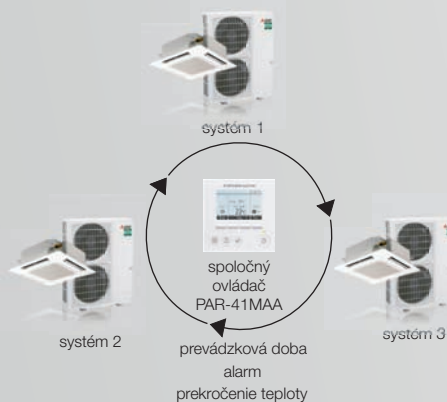 systém 1
spoločný
ovládač
PAR-41MAA
systém 2
systém 3
prevádzková doba
alarm
prekročenie teploty